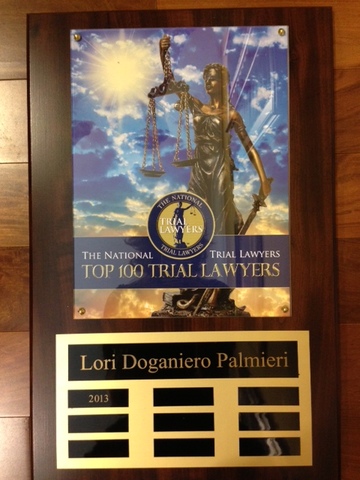 THE NATIONAL
TRIAL
LAWYERS
TRIAL LAWYERS
THE NATIONAL TRIAL LAWYERS
TOP 100 TRIAL LAWYERS
Lori Doganiero Palmieri
2013